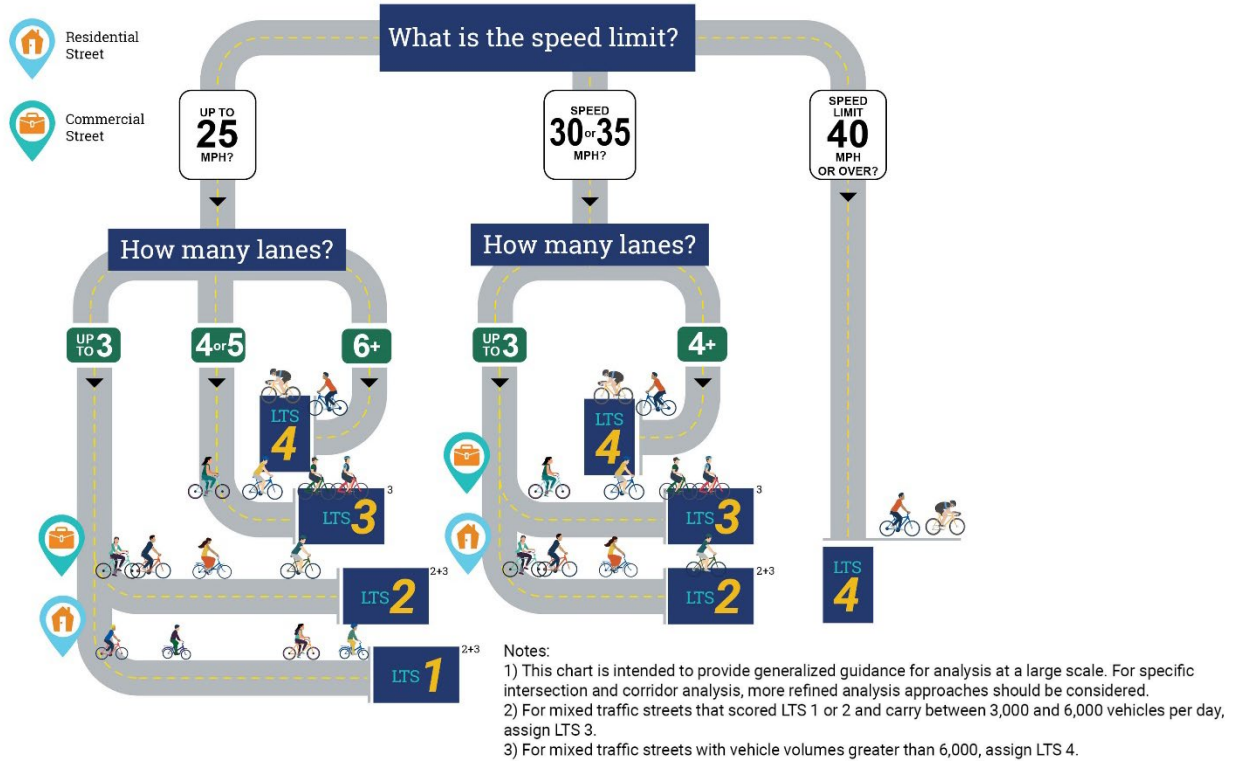 Residential
Street
Commercial
Street
What is the speed limit?
UP TO
25
MPH?
SPEED
30 or 35
MPH?
SPEED
LIMIT
40
MPH
OR OVER?
How many lanes?
How many lanes?
UP TO 3
4 or 5
6+
UP TO 3
4+
LTS
4
LTS
4
LTS 3 3
LTS 3 3
LTS 2 2+3
LTS 2 2+3
LTS
4
LTS 1 2+3
Notes:
1) This chart is intended to provide generalized guidance for analysis at a large scale. For specific
intersection and corridor analysis, more refined analysis approaches should be considered.
2) For mixed traffic streets that scored LTS 1 or 2 and carry between 3,000 and 6,000 vehicles per day,
assign LTS 3.
3) For mixed traffic streets with vehicle volumes greater than 6,000, assign LTS 4.